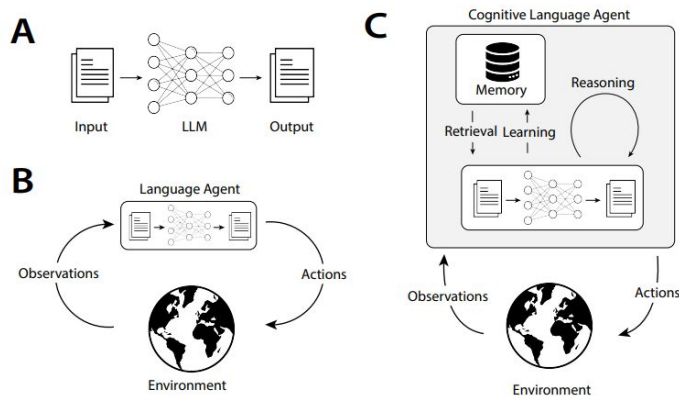 A
Input
LLM
Output
B
Language Agent
Observations
Actions
Environment
C
Cognitive Language Agent
Memory
Reasoning
Retrieval
Learning
Observations
Actions
Environment